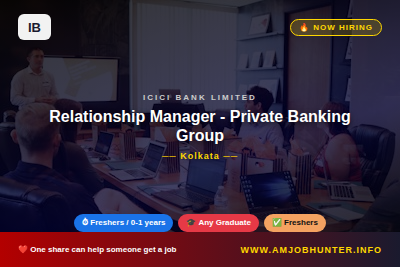 IB
🔥 NOW HIRING
ICICI BANK LIMITED
Relationship Manager - Private Banking
Group
── Kolkata ──
⏱ Freshers / 0-1 years
🎓 Any Graduate
✅ Freshers
❤️ One share can help someone get a job
WWW.AMJOBHUNTER.INFO